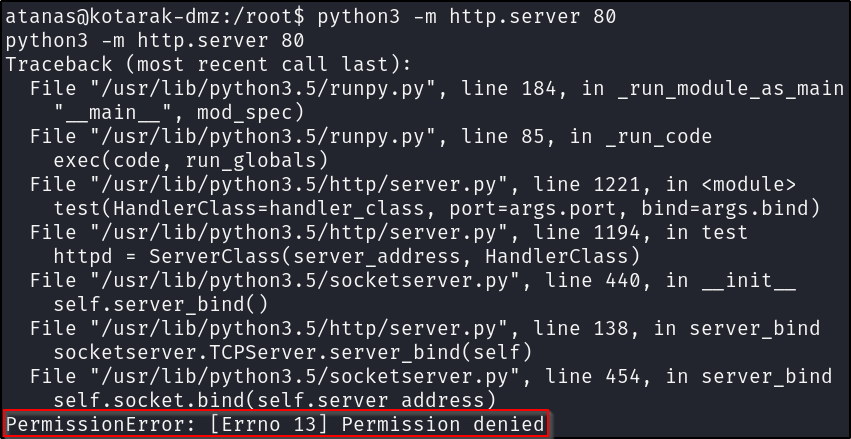 atanas@kotarak-dmz:/root$ python3 -m http.server 80
python3 -m http.server 80
Traceback (most recent call last):
  File "/usr/lib/python3.5/runpy.py", line 184, in _run_module_as_main
    "__main__", mod_spec)
  File "/usr/lib/python3.5/runpy.py", line 85, in _run_code
    exec(code, run_globals)
  File "/usr/lib/python3.5/http/server.py", line 1221, in <module>
    test(HandlerClass=handler_class, port=args.port, bind=args.bind)
  File "/usr/lib/python3.5/http/server.py", line 1194, in test
    httpd = ServerClass(server_address, HandlerClass)
  File "/usr/lib/python3.5/socketserver.py", line 440, in __init__
    self.server_bind()
  File "/usr/lib/python3.5/http/server.py", line 138, in server_bind
    socketserver.TCPServer.server_bind(self)
  File "/usr/lib/python3.5/socketserver.py", line 454, in server_bind
    self.socket.bind(self.server_address)
PermissionError: [Errno 13] Permission denied